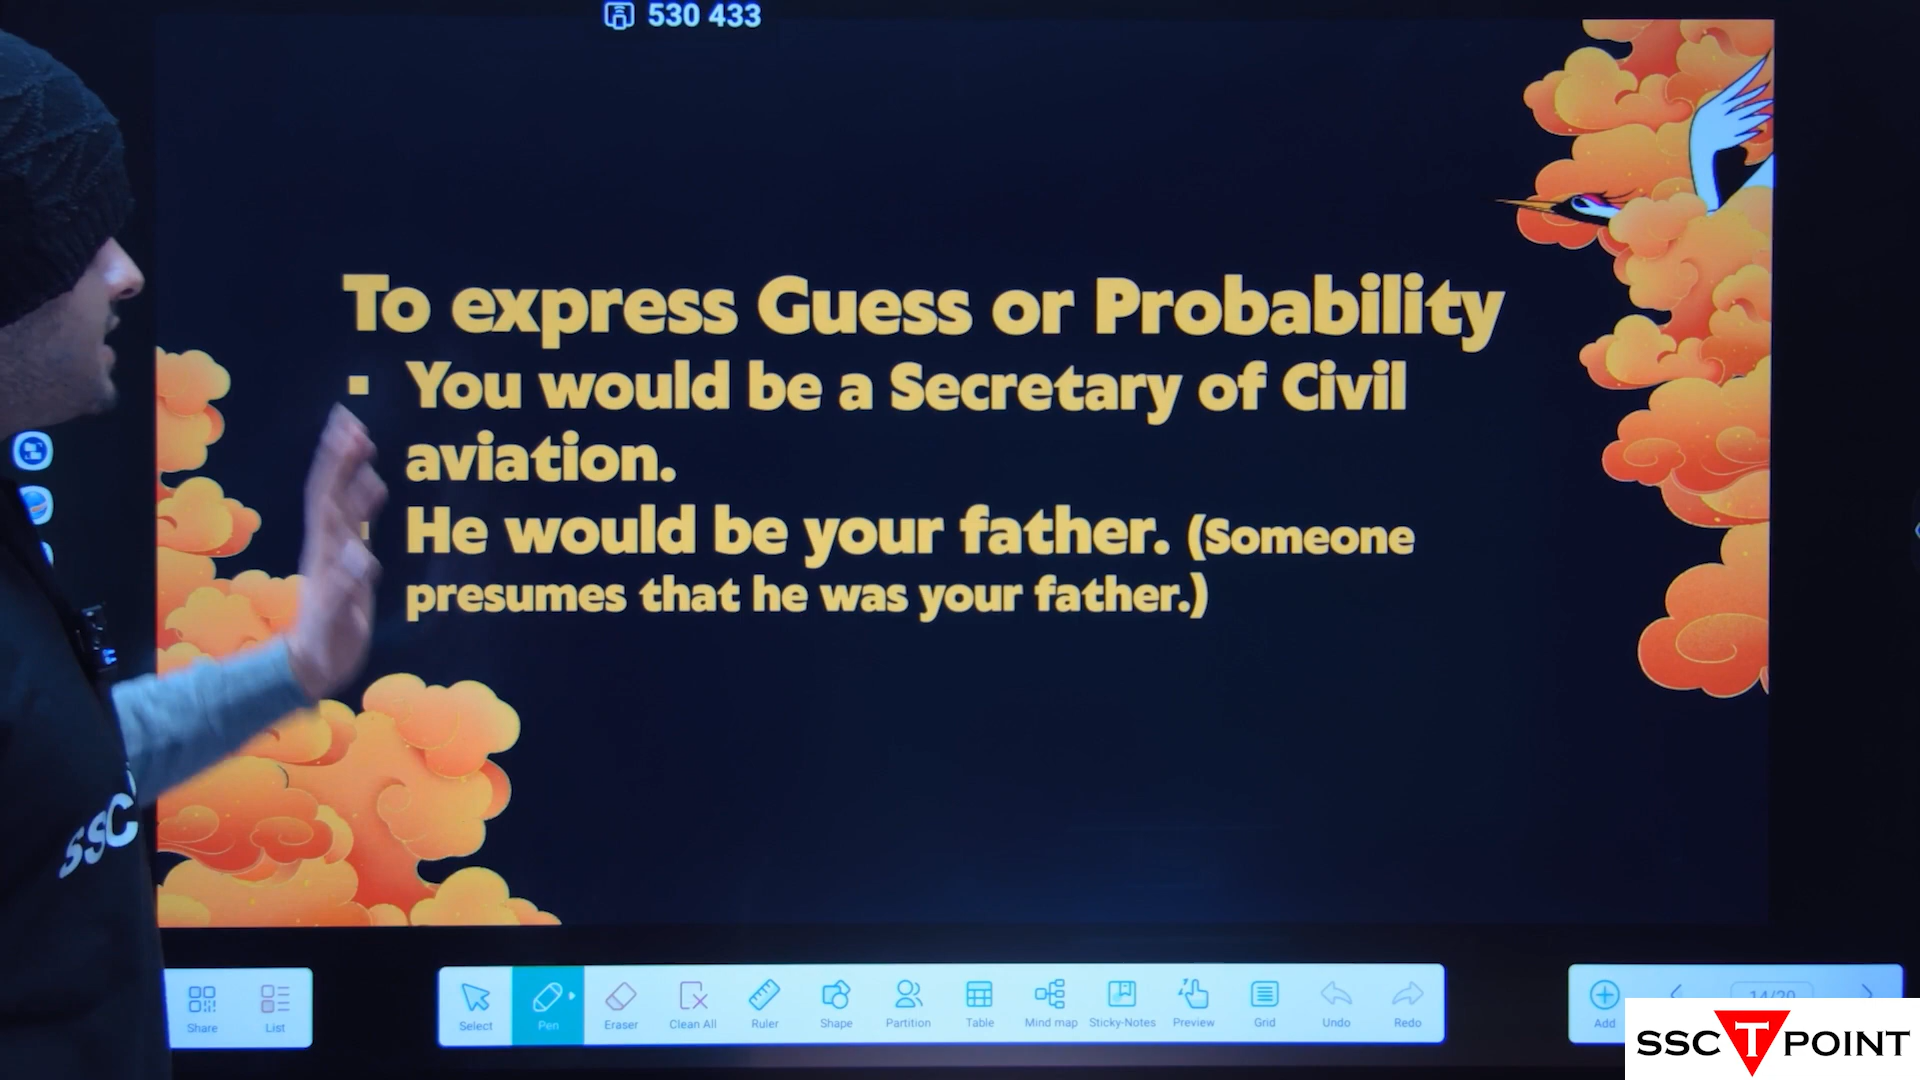 530 433
To express Guess or Probability
▪ You would be a Secretary of Civil
aviation.
▪ He would be your father. (Someone
presumes that he was your father.)
SSC
Share
List
Select
Pen
Eraser
Clean All
Ruler
Shape
Partition
Table
Mind map
Sticky-Notes
Preview
Grid
Undo
Redo
Add
SSC T POINT